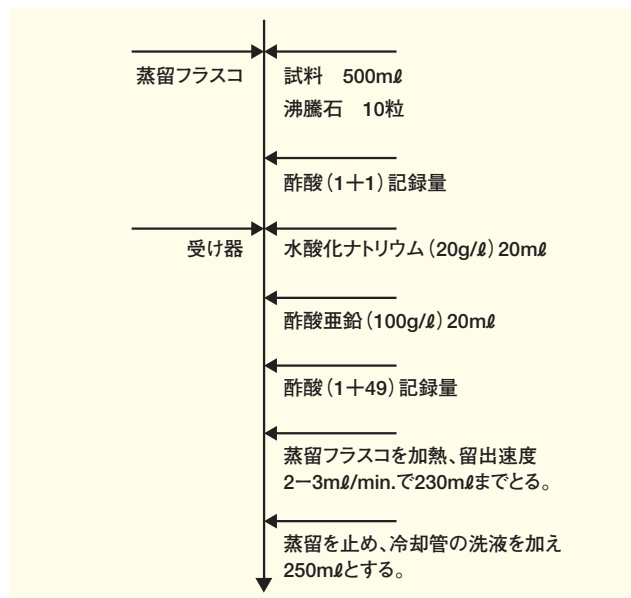 蒸留フラスコ
試料 500mℓ
沸騰石 10粒
酢酸（1＋1）記録量
受け器
水酸化ナトリウム（20g/ℓ）20mℓ
酢酸亜鉛（100g/ℓ）20mℓ
酢酸（1＋49）記録量
蒸留フラスコを加熱、留出速度
2ー3mℓ/min.で230mℓまでとる。
蒸留を止め、冷却管の洗液を加え
250mℓとする。